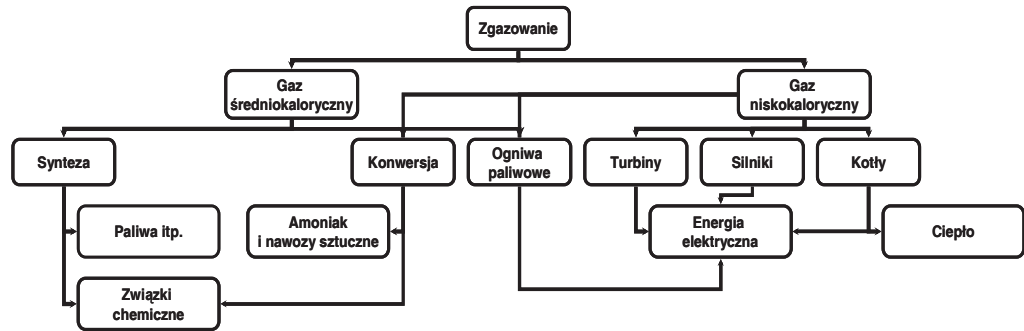 Zgazowanie
Gaz
średniokaloryczny
Gaz
niskokaloryczny
Synteza
Konwersja
Ogniwa
paliwowe
Turbiny
Silniki
Kotły
Paliwa itp.
Amoniak
i nawozy sztuczne
Energia
elektryczna
Ciepło
Związki
chemiczne